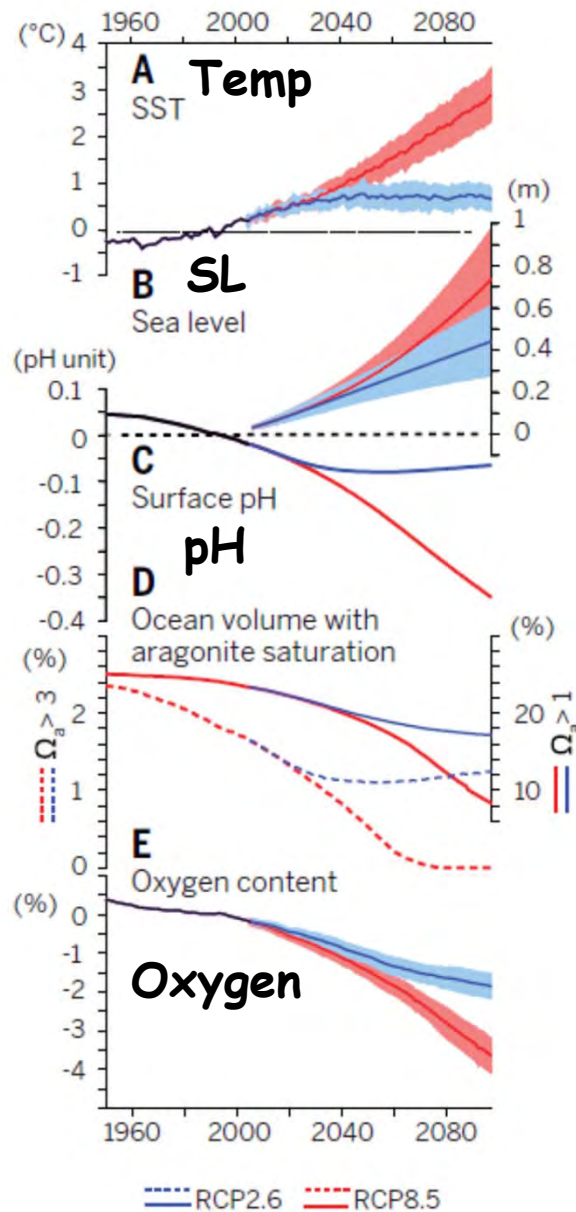 1960 2000 2040 2080
(°C)
4
3
2
1
0
-1
A Temp
SST
(m)
1
0.8
0.6
0.4
0.2
0
B SL
Sea level
(pH unit)
0.1
0
-0.1
-0.2
-0.3
-0.4
C
Surface pH
pH
D
Ocean volume with
aragonite saturation
(%)
2
1
0
Ωa> 3
(%)
20
10
Ωa> 1
E
Oxygen content
(%)
0
-1
-2
-3
-4
Oxygen
1960 2000 2040 2080
RCP2.6 RCP8.5